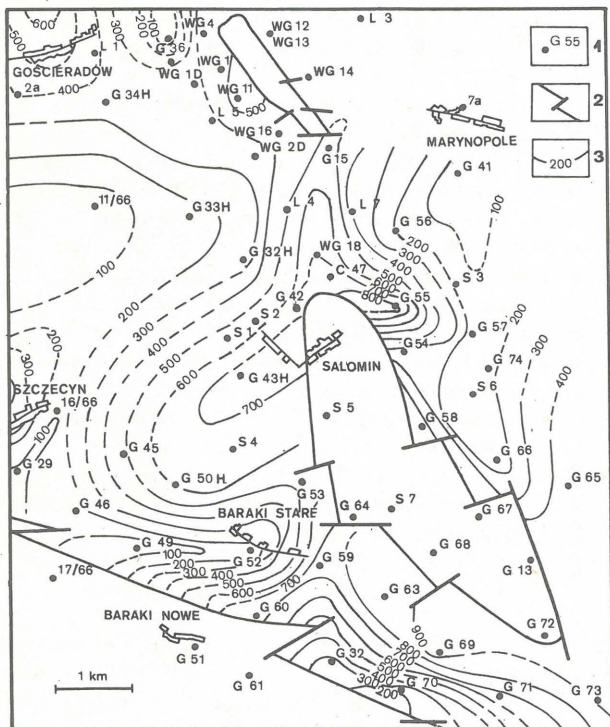 600
500
WG 4
WG 12
WG 13
L 3
G 55
1
G 36
L 1
500
GOŚCIERADÓW
WG 1
WG 1D
WG 14
2
2a
400
G 34H
WG 11
500
7a
200
3
L 5
WG 16
MARYNOPOLE
WG 2D
G 15
G 41
100
11/66
G 33H
L 4
L 7
G 56
200
300
400
G 32H
WG 18
C 47
S 3
500
100
200
300
400
500
600
700
G 42
G 55
S 2
S 1
G 57
200
300
400
G 54
G 74
SALOMIN
SZCZECYN
G 43H
S 6
16/66
S 5
100
G 58
S 4
G 45
G 66
G 29
G 50 H
G 53
G 65
G 46
BARAKI STARE
G 64
S 7
G 67
G 49
100
200
300
400
500
600
700
G 52
G 59
G 68
G 13
17/66
G 63
BARAKI NOWE
G 60
900
G 72
G 51
G 32
G 69
1 km
G 61
300
200
G 70
G 71
G 73